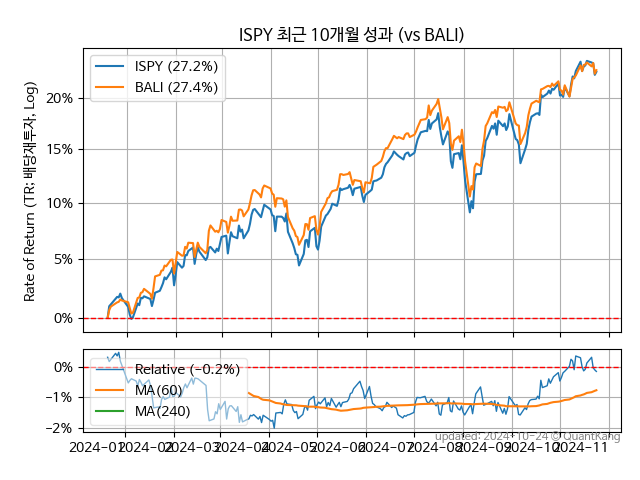 ISPY 최근 10개월 성과 (vs BALI)
Rate of Return (TR: 배당재투자, Log)
ISPY (27.2%)
BALI (27.4%)
20%
15%
10%
5%
0%
Relative (−0.2%)
MA(60)
MA(240)
0%
−1%
−2%
2024−01 2024−02 2024−03 2024−04 2024−05 2024−06 2024−07 2024−08 2024−09 2024−10 2024−11
updated: 2024−10−24 © QuantKang